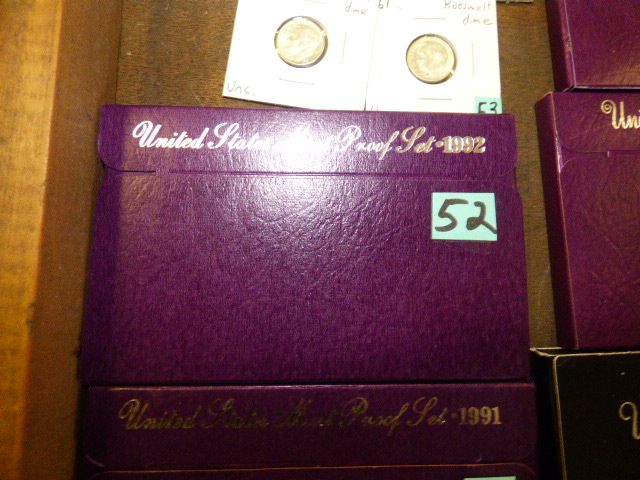 dime
61
Roosevelt
dime
Unc.
53
United States Mint Proof Set • 1992
52
Uni
United States Mint Proof Set • 1991